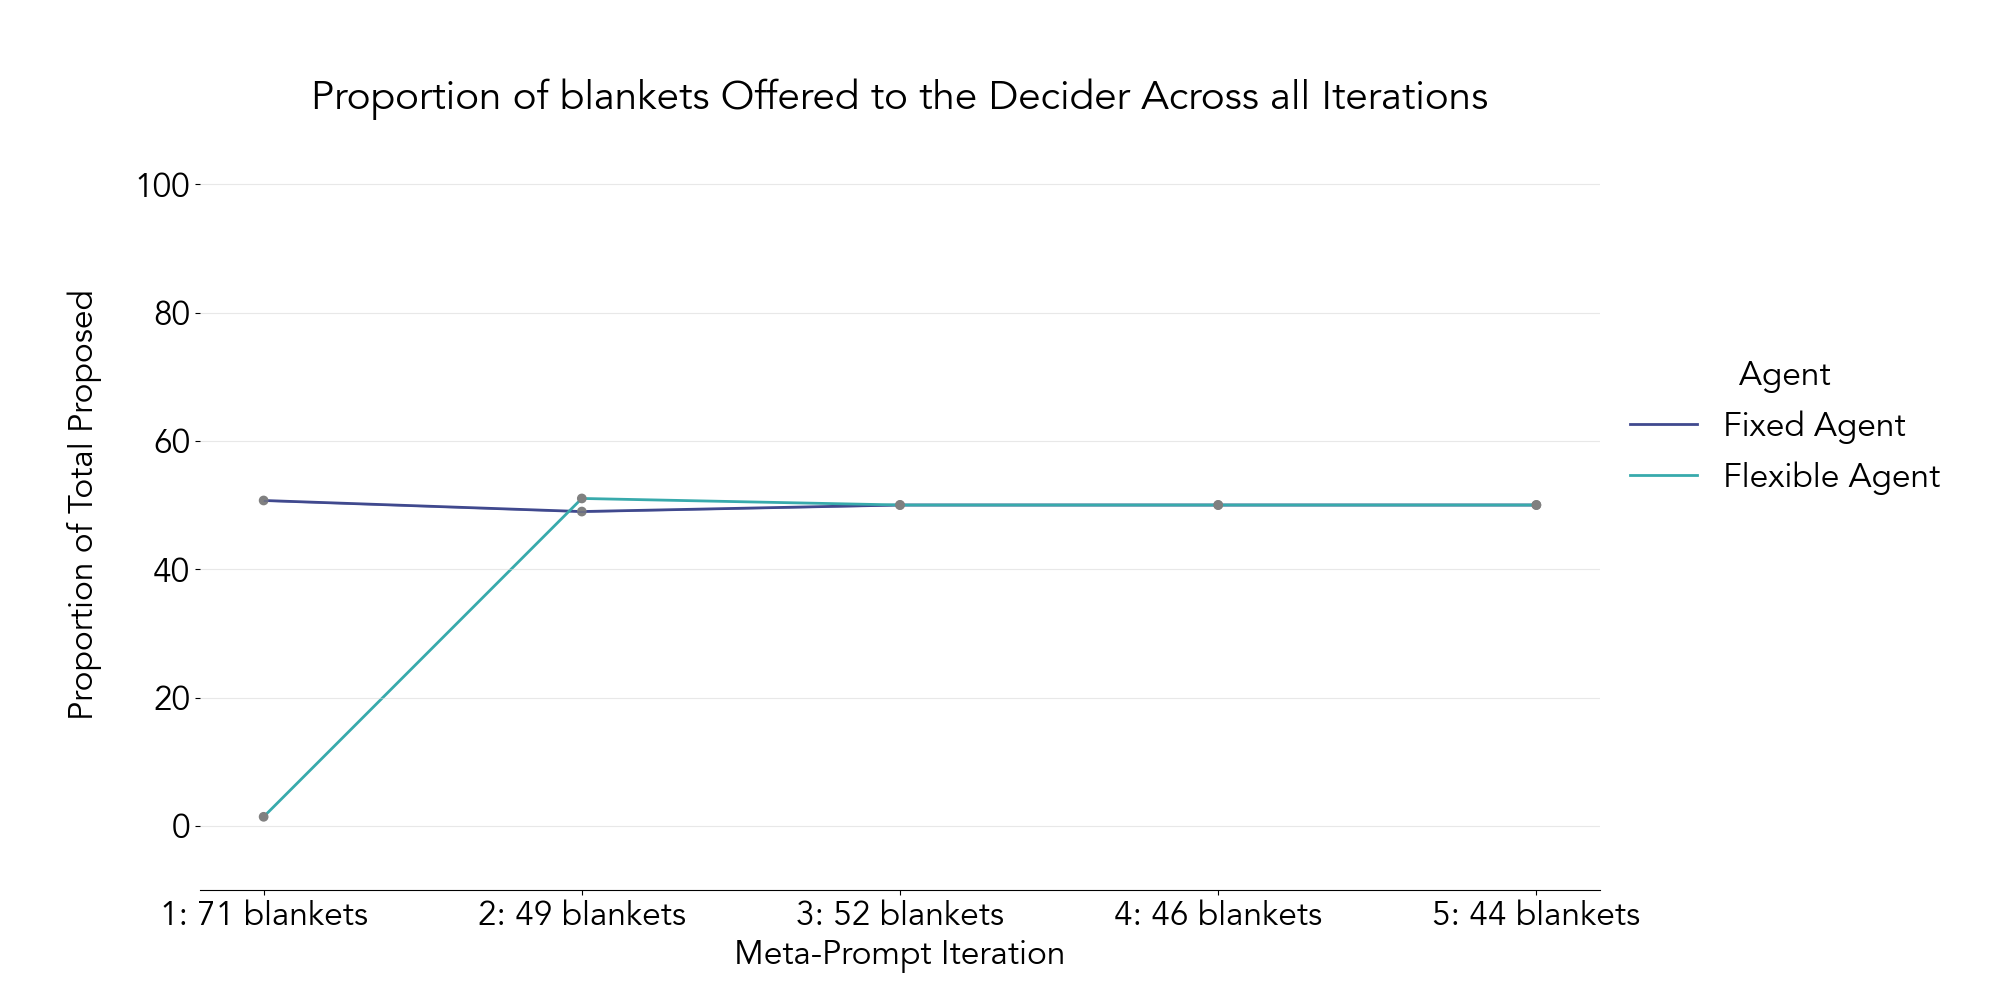 Proportion of blankets Offered to the Decider Across all Iterations
Proportion of Total Proposed
100
80
60
40
20
0
1: 71 blankets
2: 49 blankets
3: 52 blankets
4: 46 blankets
5: 44 blankets
Meta-Prompt Iteration
Agent
Fixed Agent
Flexible Agent